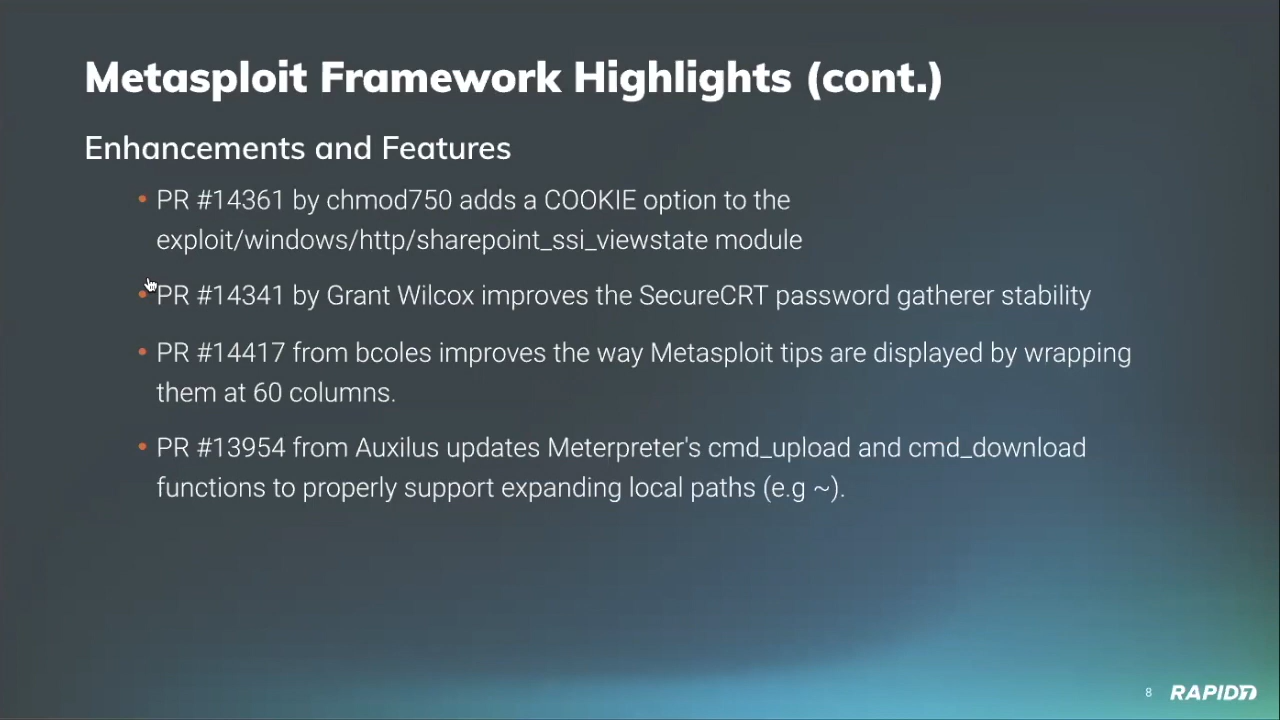 Metasploit Framework Highlights (cont.)
Enhancements and Features
• PR #14361 by chmod750 adds a COOKIE option to the
exploit/windows/http/sharepoint_ssi_viewstate module
• PR #14341 by Grant Wilcox improves the SecureCRT password gatherer stability
• PR #14417 from bcoles improves the way Metasploit tips are displayed by wrapping
them at 60 columns.
• PR #13954 from Auxilus updates Meterpreter's cmd_upload and cmd_download
functions to properly support expanding local paths (e.g ~).
8 RAPID7